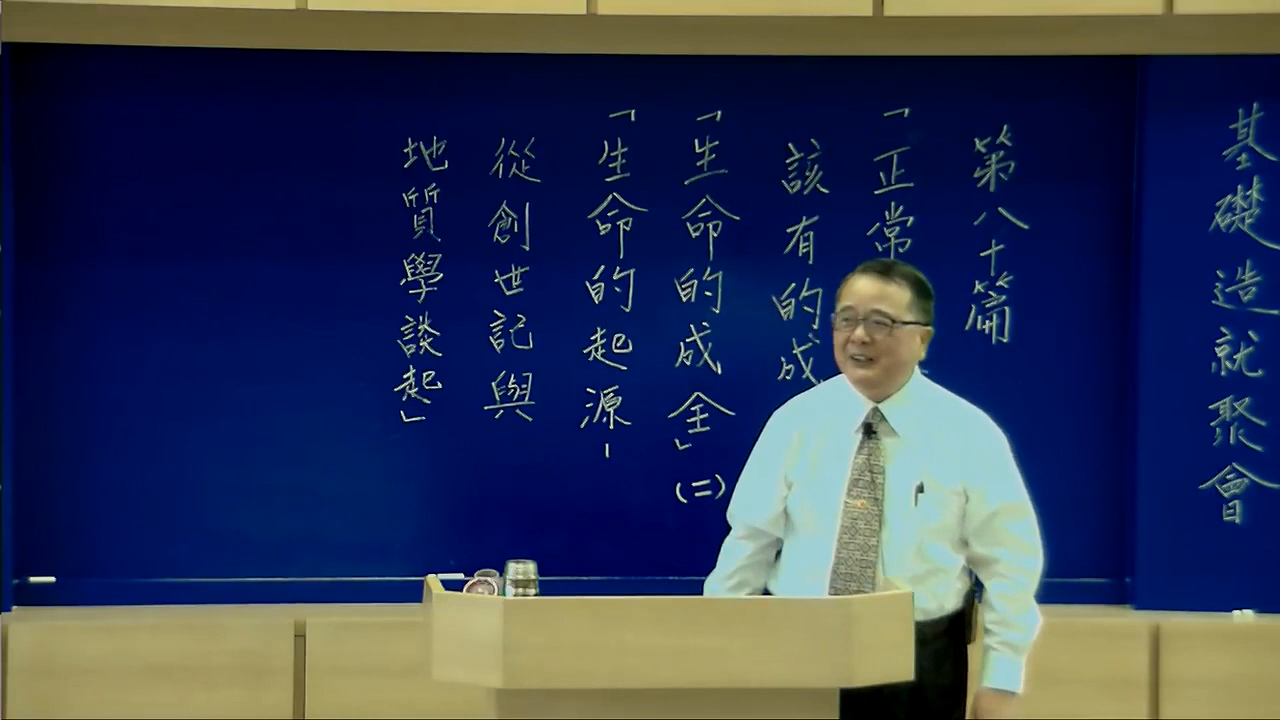 基礎造就聚會
第八十篇
「正常
該有的成
「生命的成全」(二)
「生命的起源-
從創世記與
地質學談起」